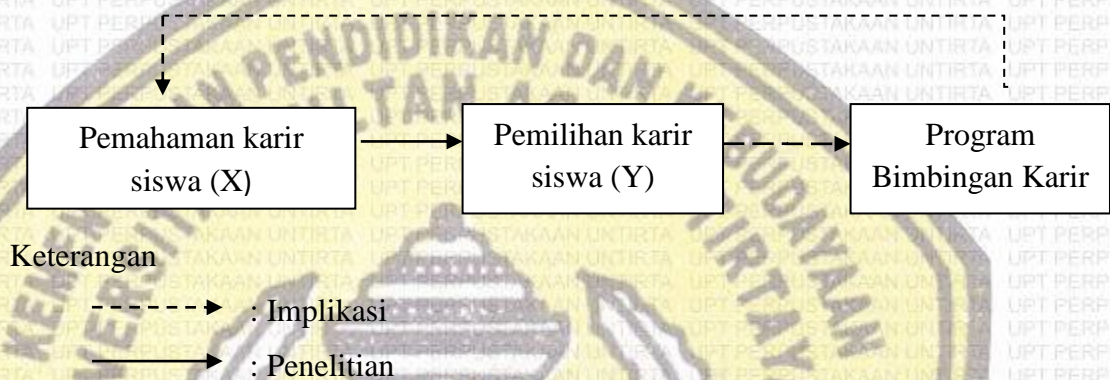 Pemahaman karir
siswa (X)
Pemilihan karir
siswa (Y)
Program
Bimbingan Karir
Keterangan
: Implikasi
: Penelitian